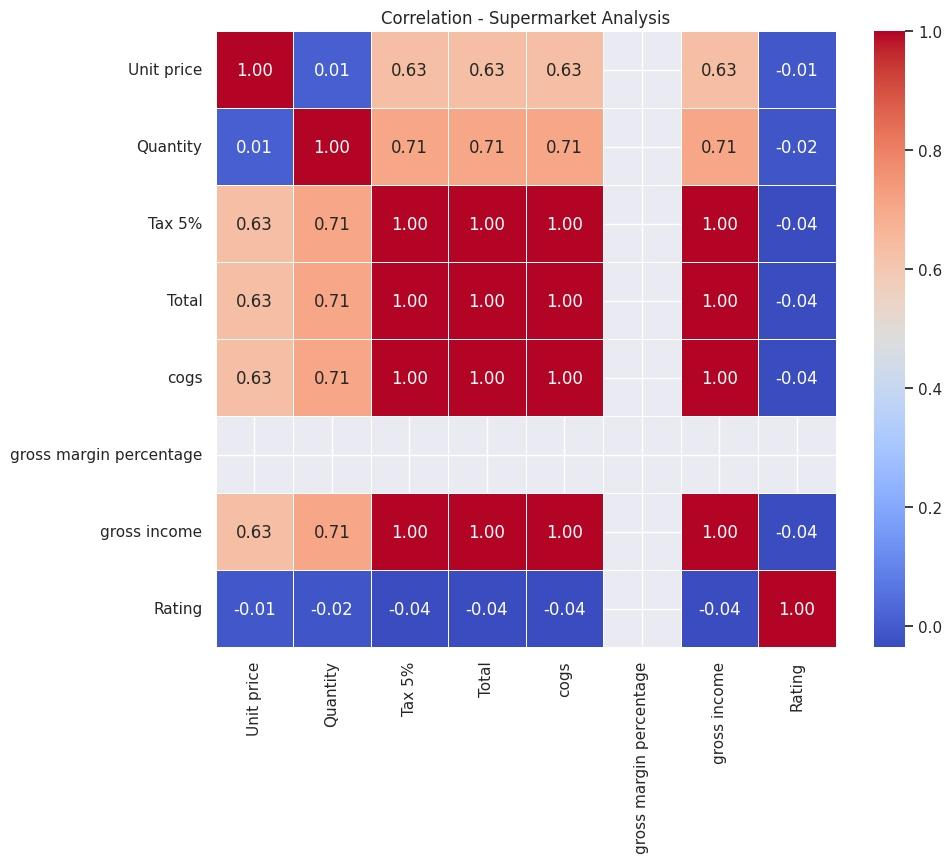 Correlation - Supermarket Analysis
Unit price 1.00 0.01 0.63 0.63 0.63 0.63 -0.01
Quantity 0.01 1.00 0.71 0.71 0.71 0.71 -0.02
Tax 5% 0.63 0.71 1.00 1.00 1.00 1.00 -0.04
Total 0.63 0.71 1.00 1.00 1.00 1.00 -0.04
cogs 0.63 0.71 1.00 1.00 1.00 1.00 -0.04
gross margin percentage
gross income 0.63 0.71 1.00 1.00 1.00 1.00 -0.04
Rating -0.01 -0.02 -0.04 -0.04 -0.04 -0.04 1.00
Unit price
Quantity
Tax 5%
Total
cogs
gross margin percentage
gross income
Rating
1.0
0.8
0.6
0.4
0.2
0.0